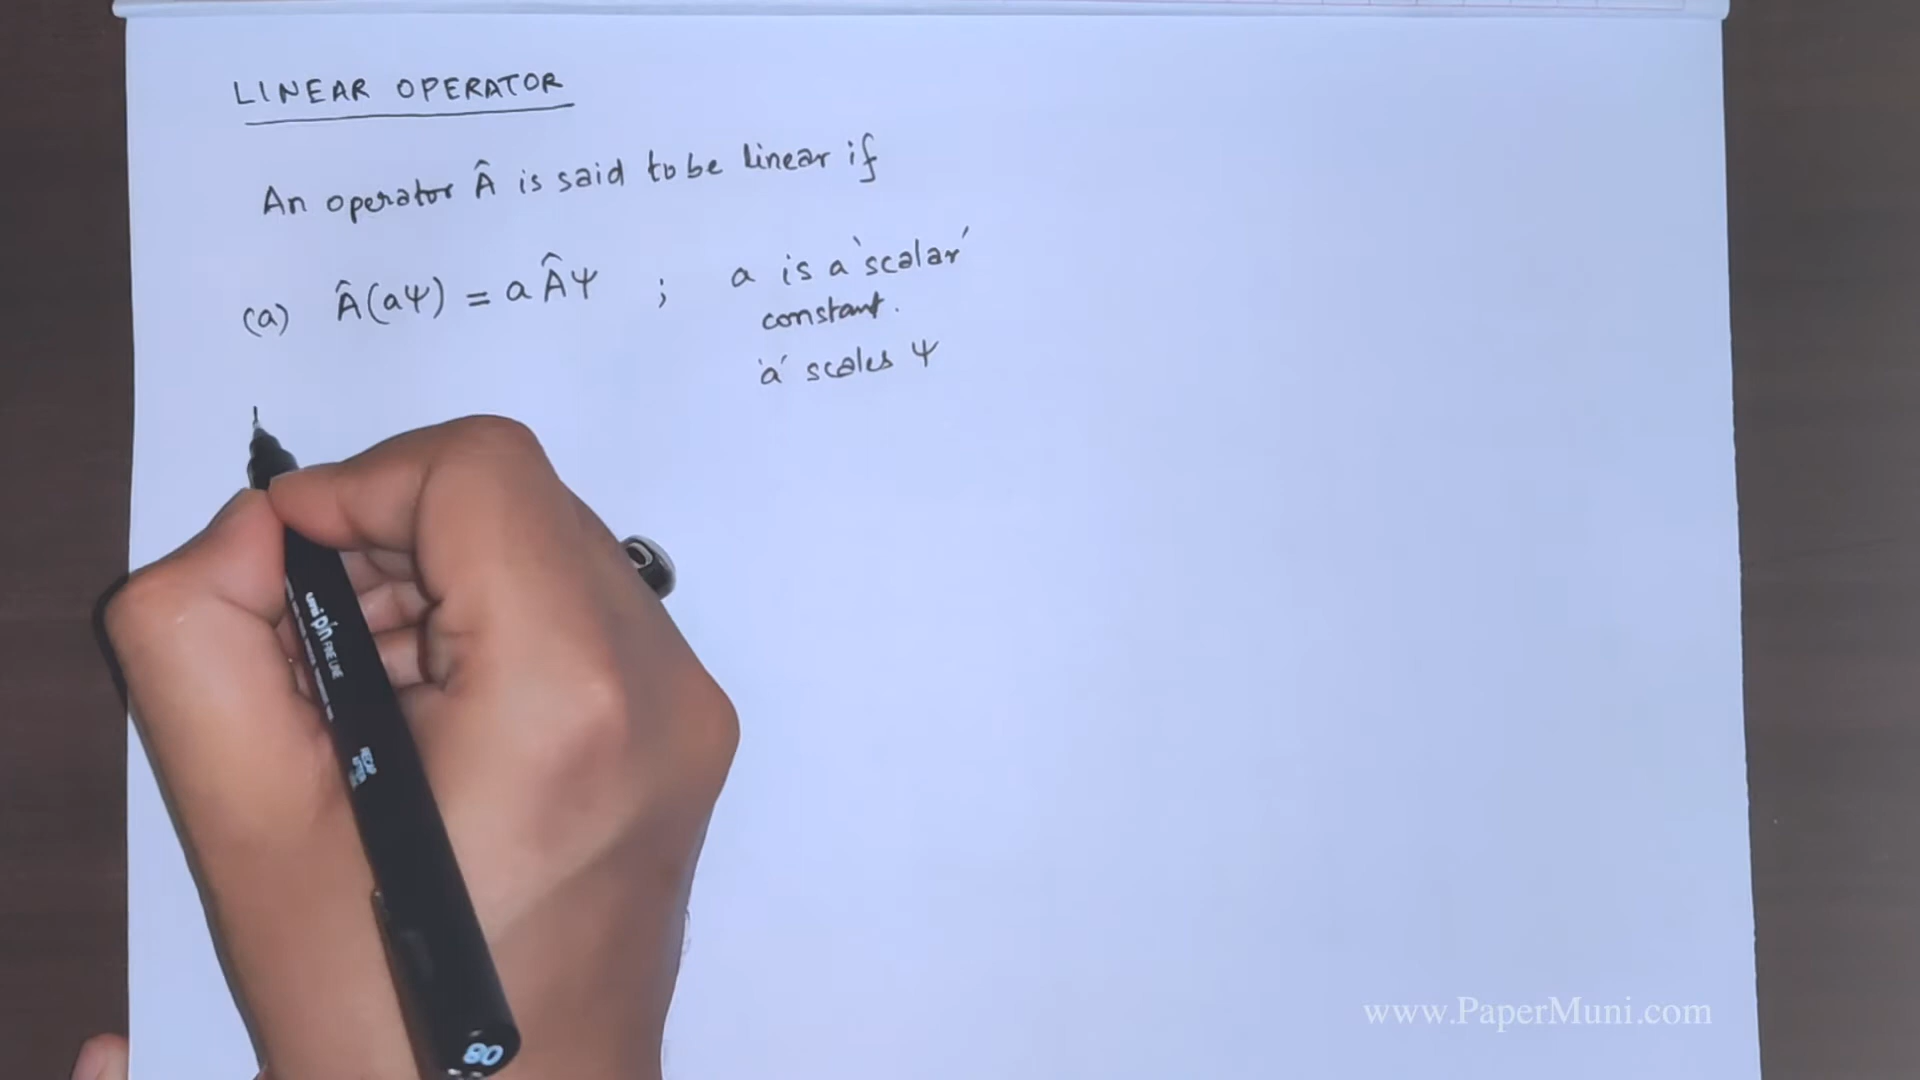 LINEAR OPERATOR
An operator Â is said to be linear if
(a) Â(aΨ) = a ÂΨ ; a is a 'scalar'
constant.
'a' scales Ψ
uni pin FINE LINE
08
www.PaperMuni.com